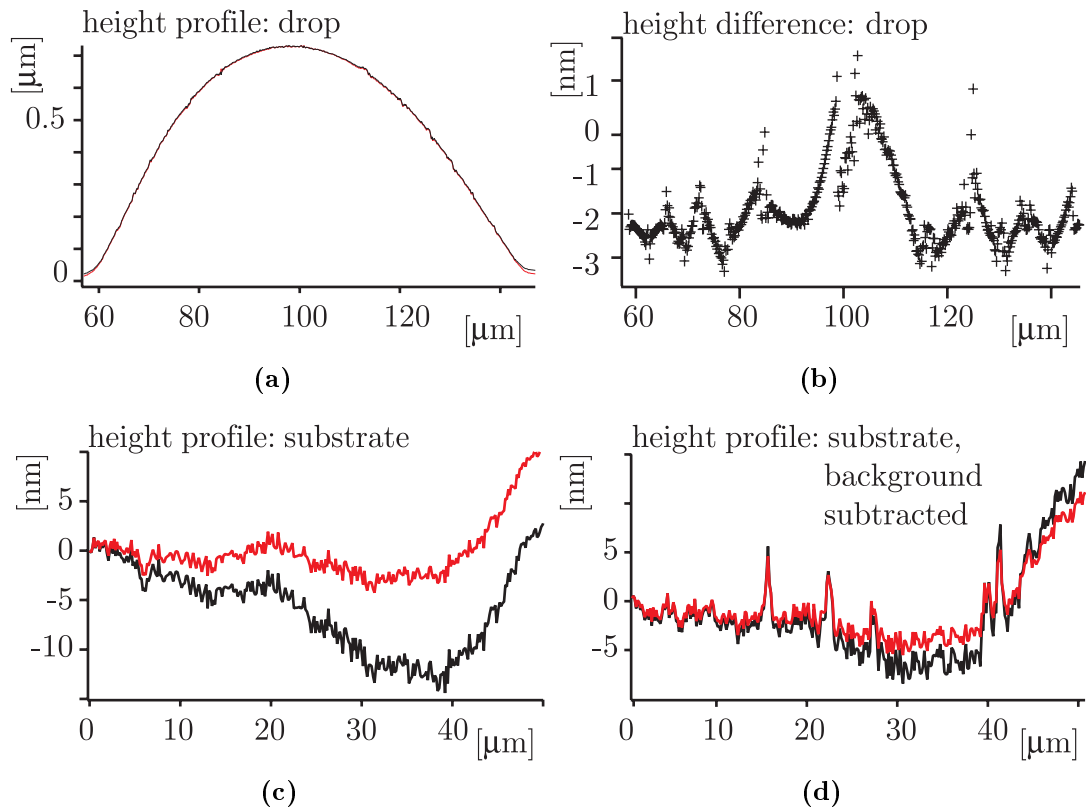 height profile: drop
[μm]
0.5
0
60
80
100
120
[μm]
(a)
height difference: drop
[nm]
1
0
-1
-2
-3
60
80
100
120
[μm]
(b)
height profile: substrate
[nm]
5
0
-5
-10
0
10
20
30
40
[μm]
(c)
height profile: substrate,
background
subtracted
[nm]
5
0
-5
0
10
20
30
40
[μm]
(d)